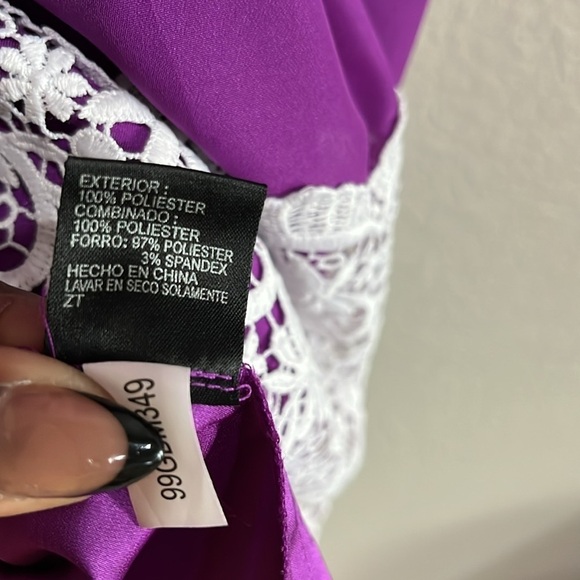 EXTERIOR :
100% POLIESTER
COMBINADO :
100% POLIESTER
FORRO: 97% POLIESTER
3% SPANDEX
HECHO EN CHINA
LAVAR EN SECO SOLAMENTE
ZT